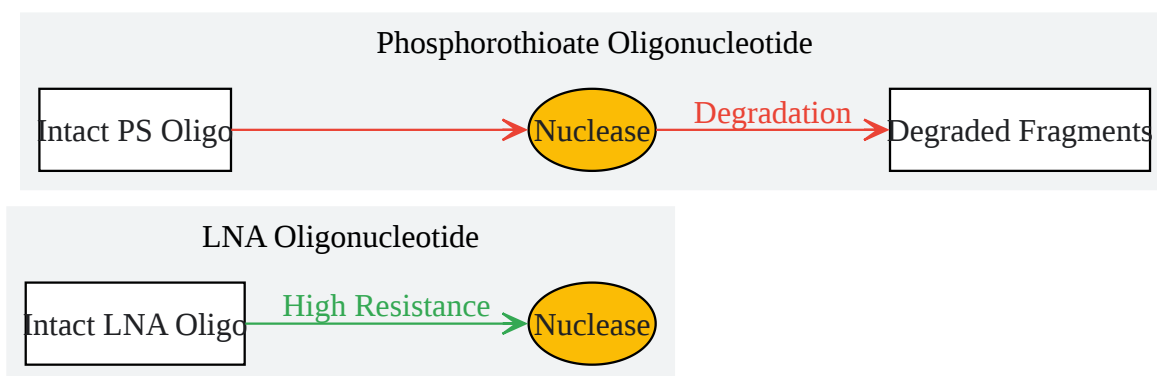 Phosphorothioate Oligonucleotide
Intact PS Oligo
Nuclease
Degradation
Degraded Fragments
LNA Oligonucleotide
Intact LNA Oligo
High Resistance
Nuclease